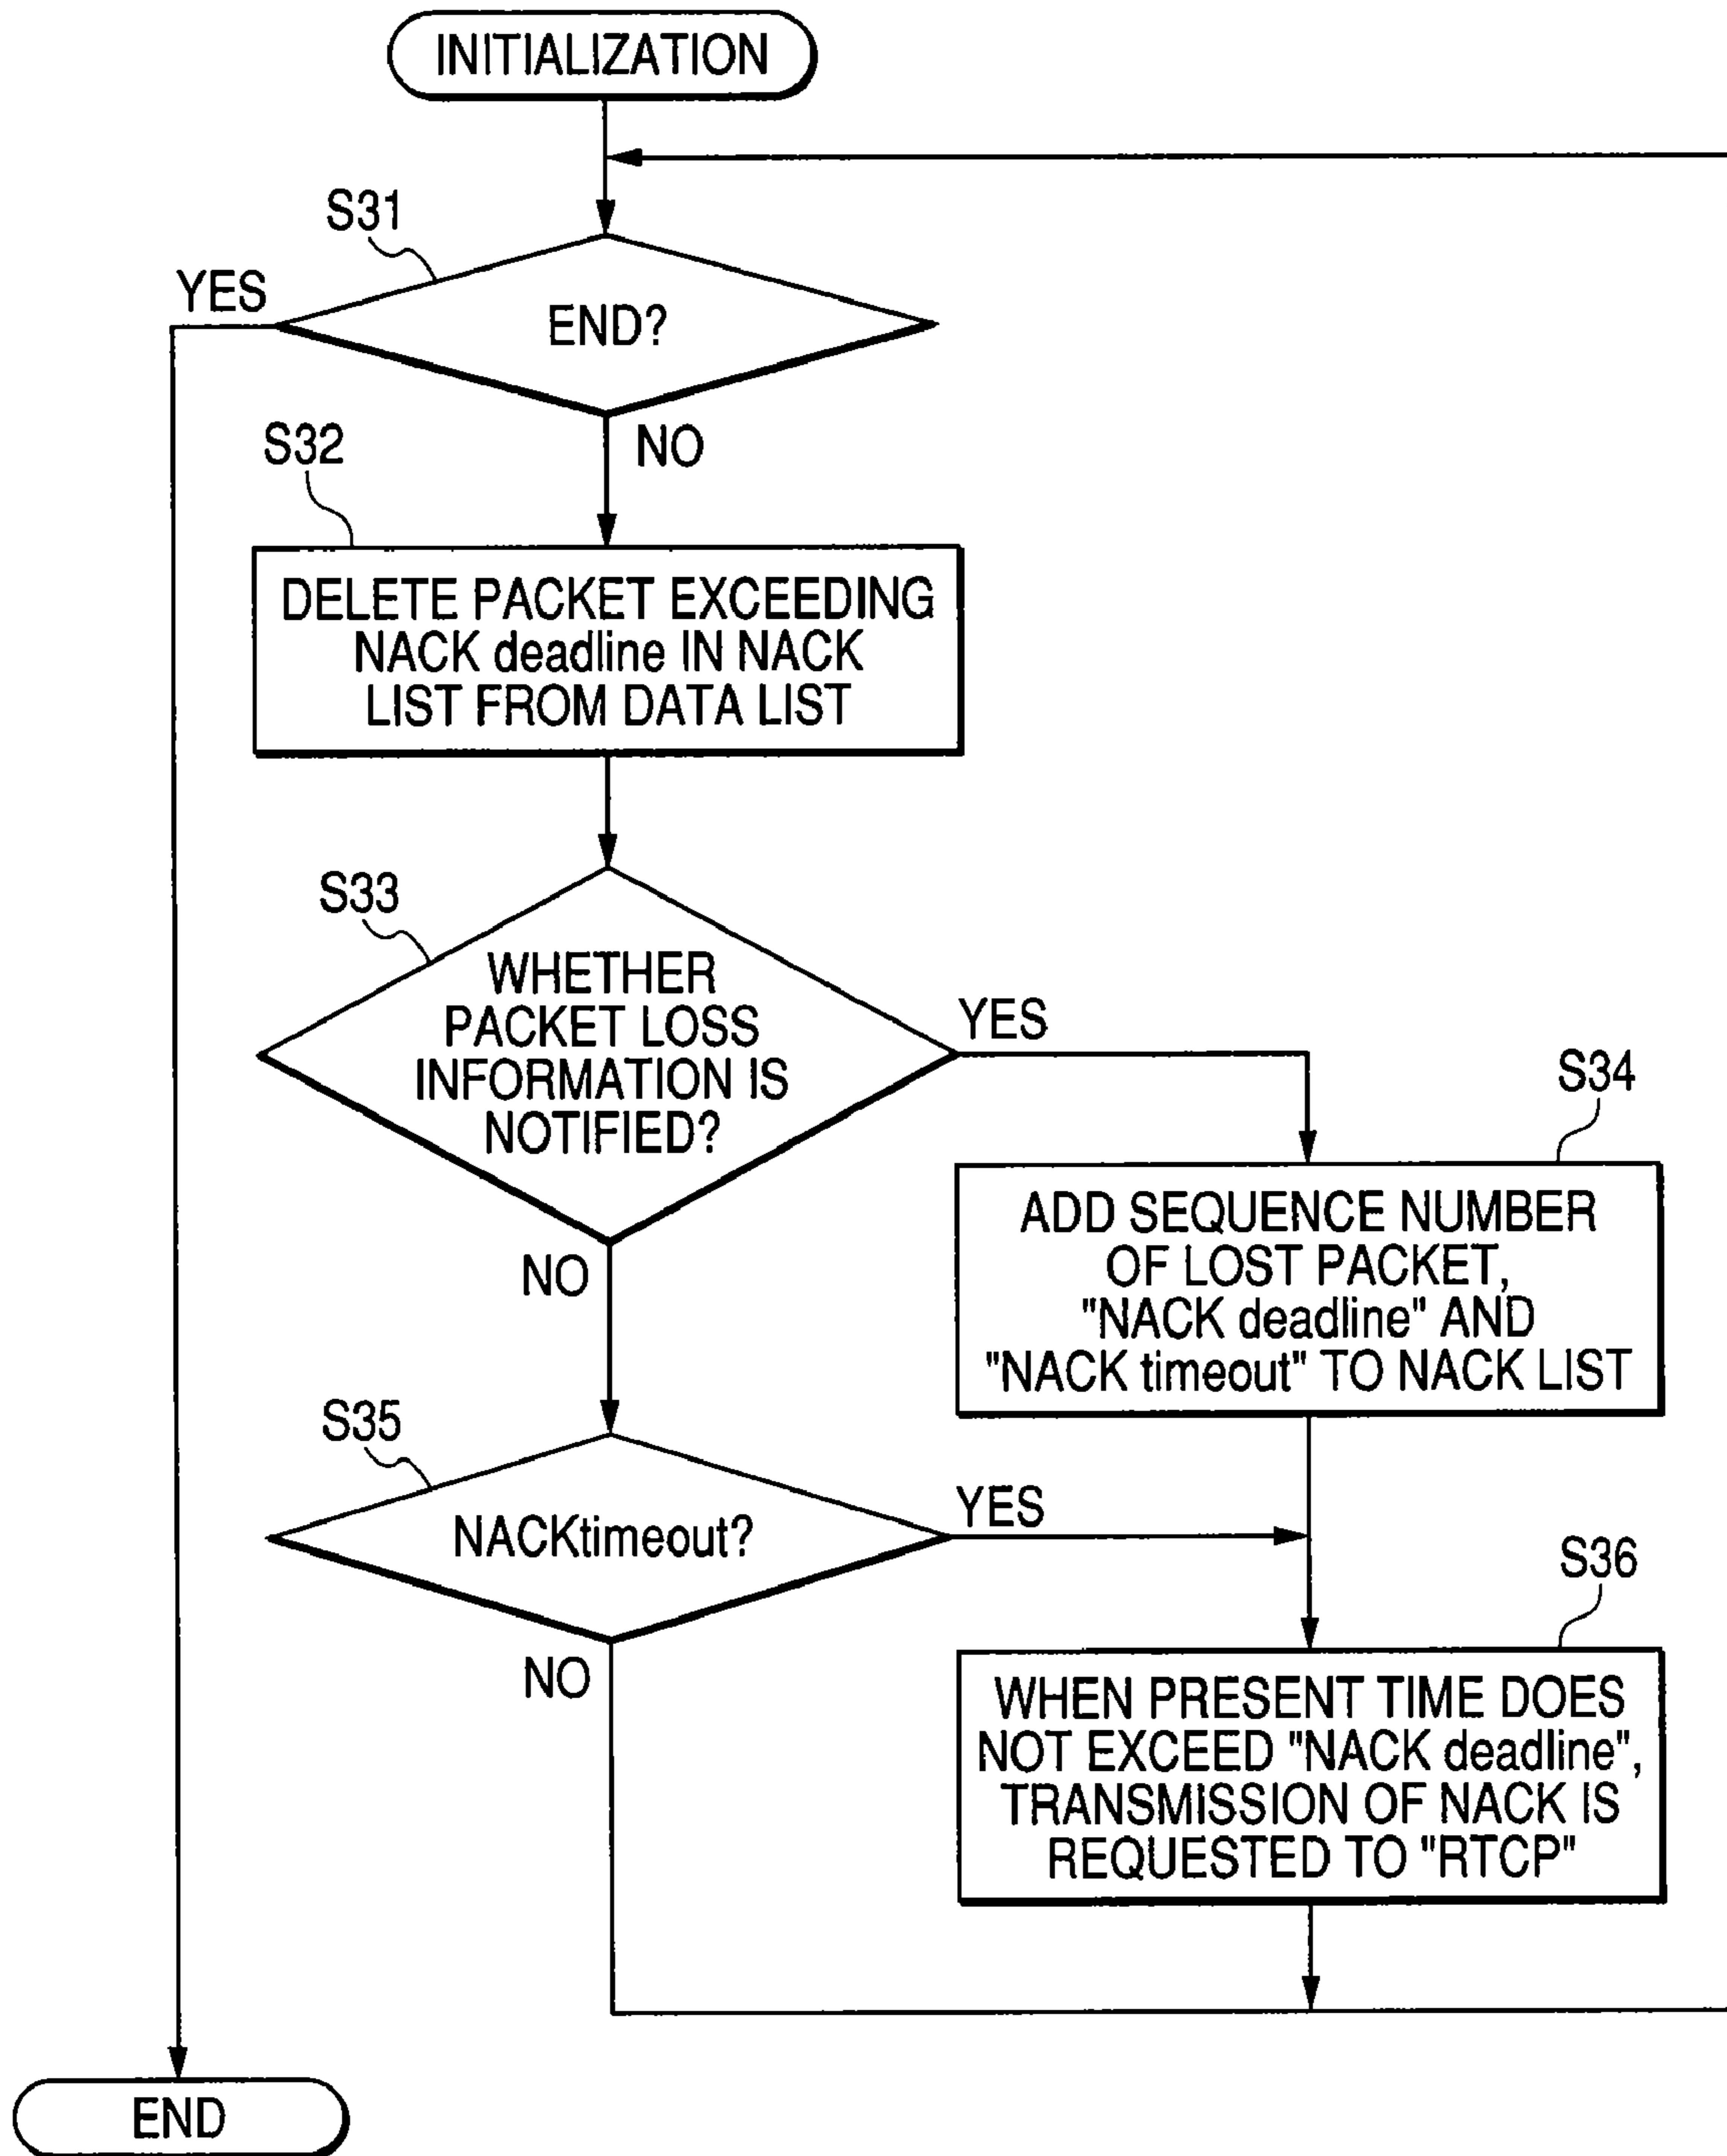 INITIALIZATION
S31
YES
END?
NO
S32
DELETE PACKET EXCEEDING
NACK deadline IN NACK
LIST FROM DATA LIST
S33
WHETHER
PACKET LOSS
INFORMATION IS
NOTIFIED?
YES
NO
S34
ADD SEQUENCE NUMBER
OF LOST PACKET,
"NACK deadline" AND
"NACK timeout" TO NACK LIST
S35
NACKtimeout?
YES
NO
S36
WHEN PRESENT TIME DOES
NOT EXCEED "NACK deadline",
TRANSMISSION OF NACK IS
REQUESTED TO "RTCP"
END